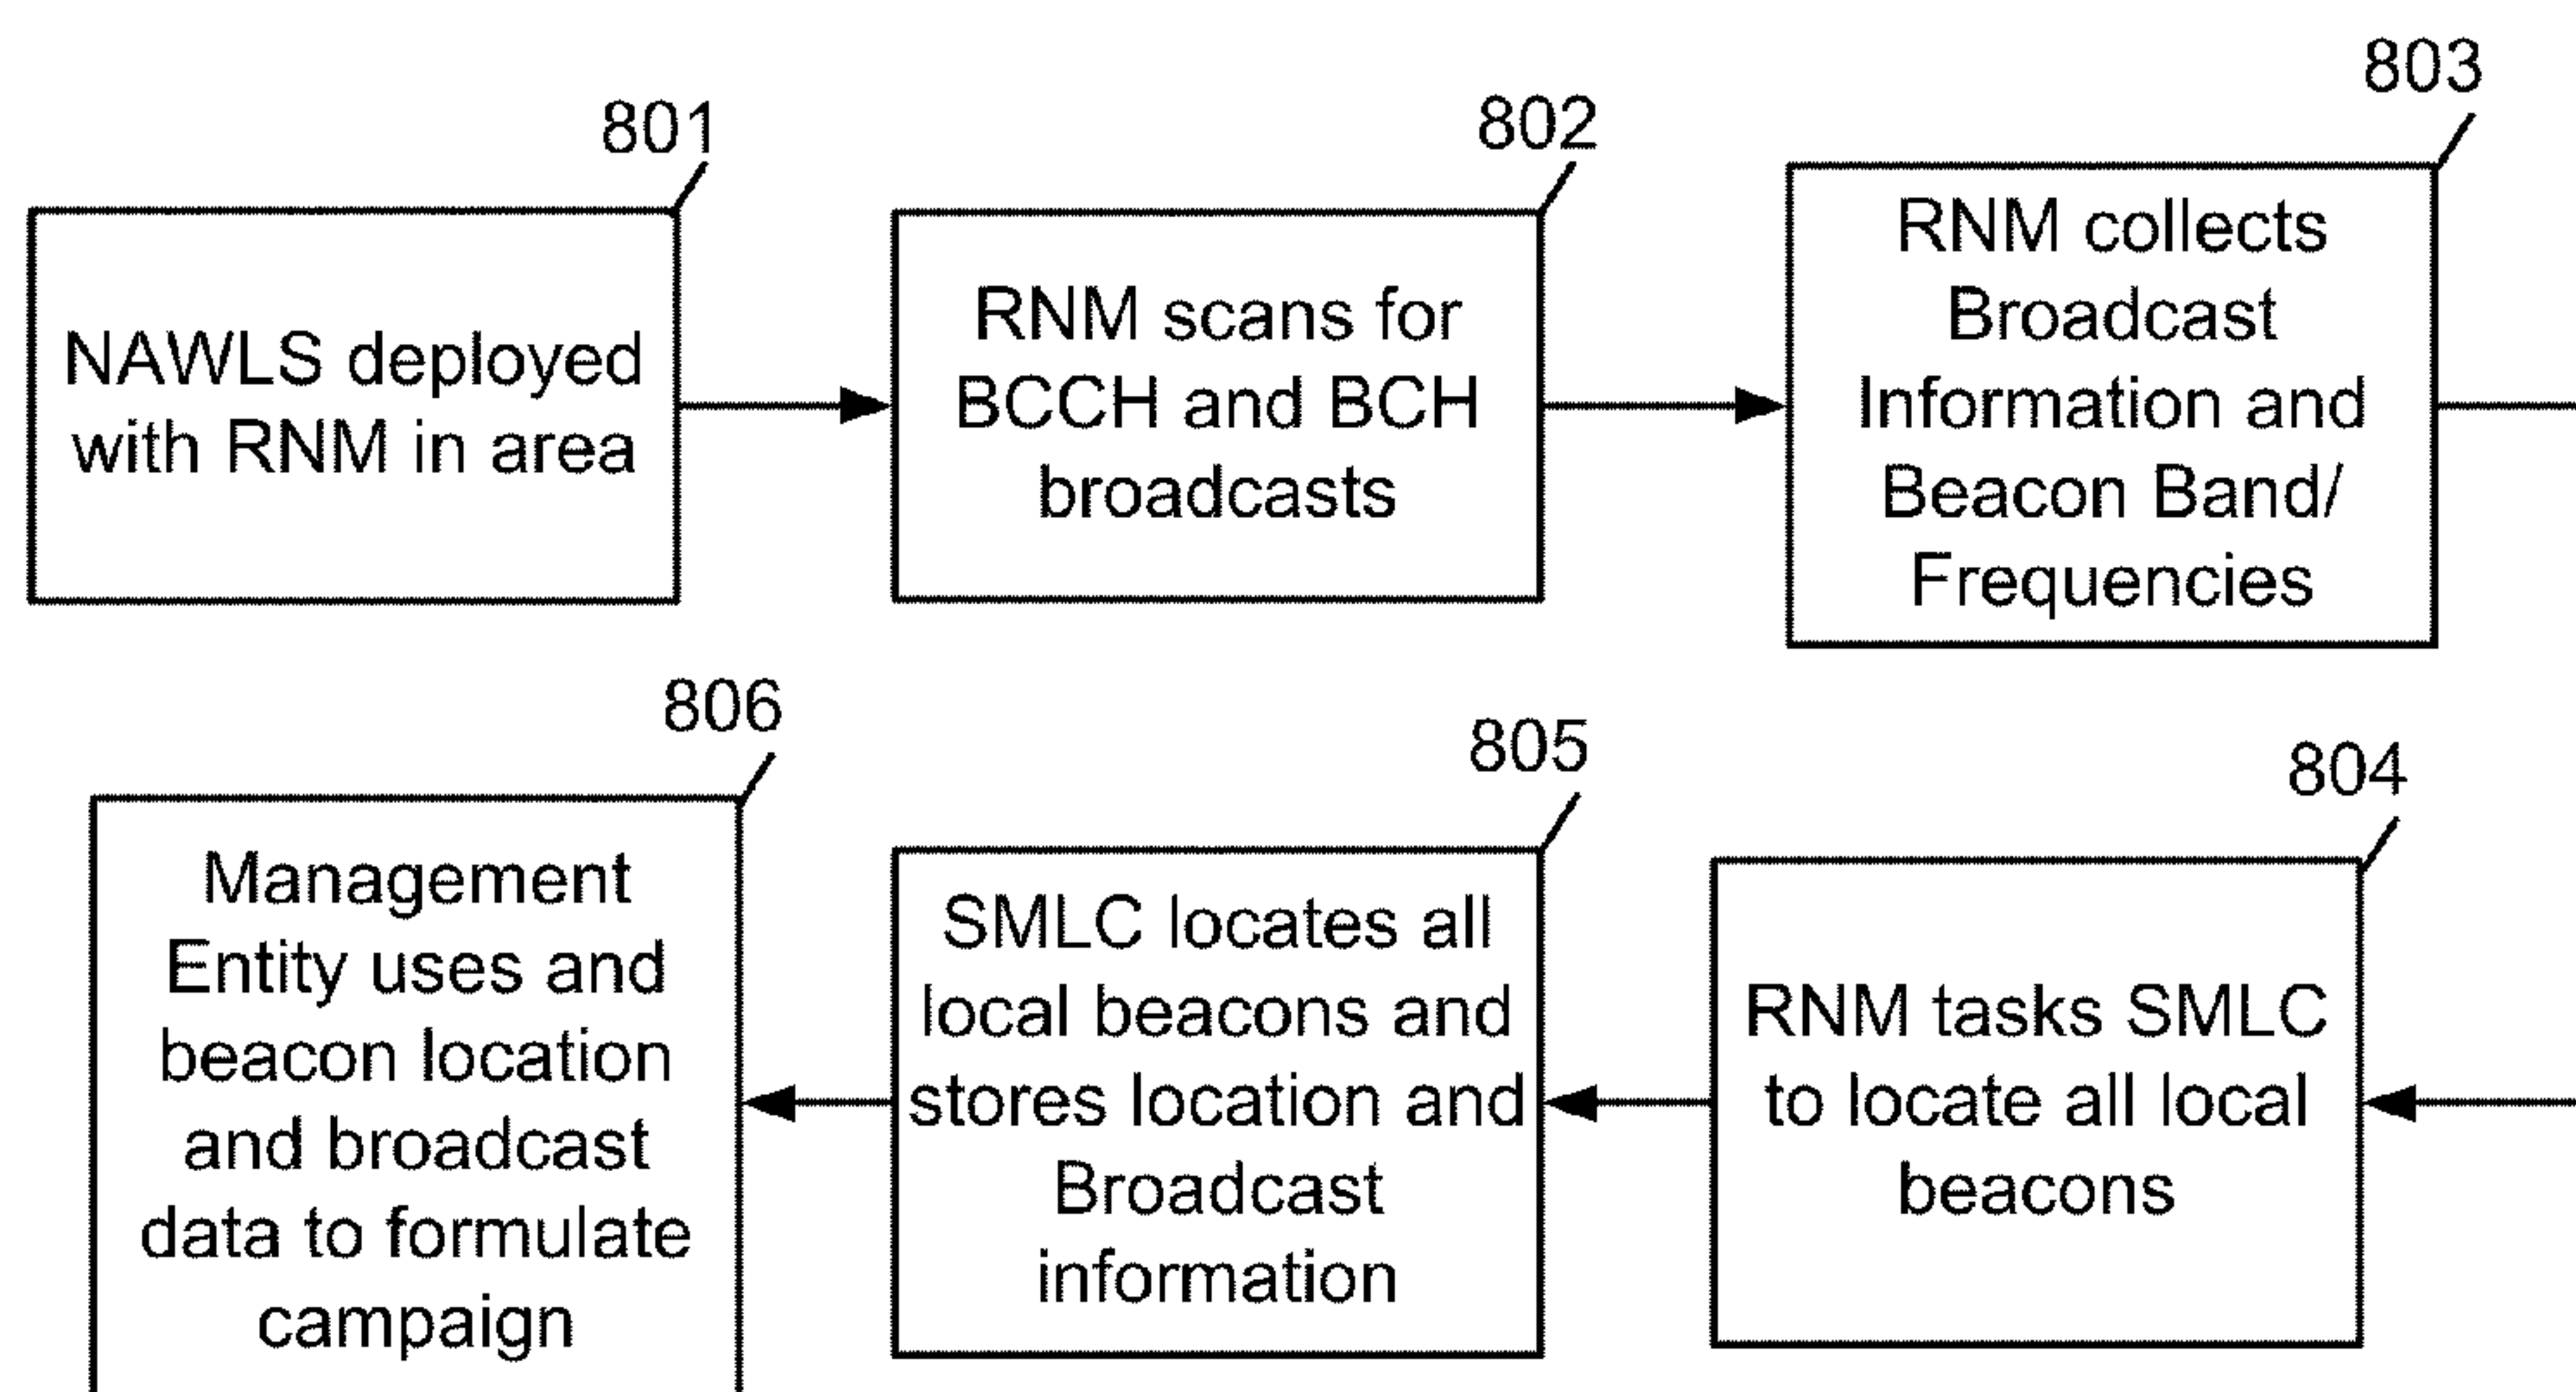 801
NAWLS deployed
with RNM in area
802
RNM scans for
BCCH and BCH
broadcasts
803
RNM collects
Broadcast
Information and
Beacon Band/
Frequencies
804
RNM tasks SMLC
to locate all local
beacons
805
SMLC locates all
local beacons and
stores location and
Broadcast
information
806
Management
Entity uses and
beacon location
and broadcast
data to formulate
campaign